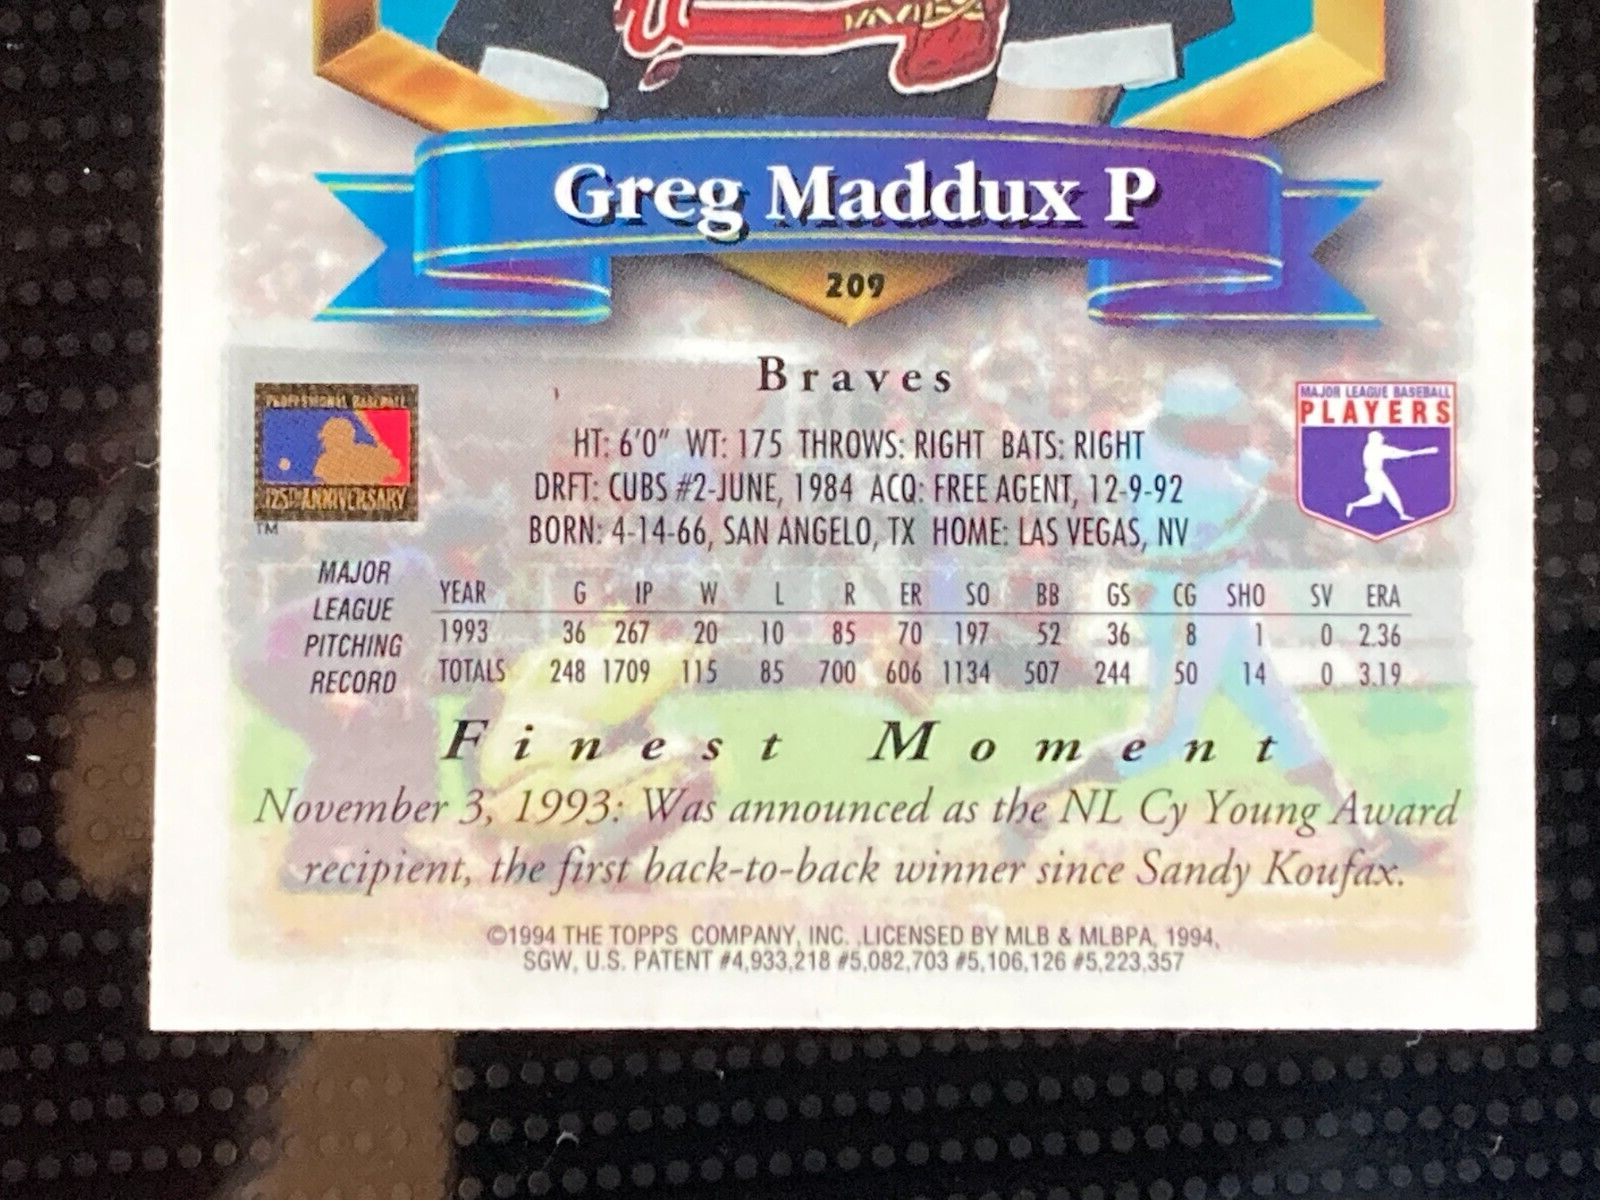 Greg Maddux P
209
Braves
PROFESSIONAL BASEBALL
125TH ANNIVERSARY
TM
MAJOR LEAGUE BASEBALL
PLAYERS
HT: 6'0" WT: 175 THROWS: RIGHT BATS: RIGHT
DRFT: CUBS #2-JUNE, 1984 ACQ: FREE AGENT, 12-9-92
BORN: 4-14-66, SAN ANGELO, TX HOME: LAS VEGAS, NV
MAJOR
LEAGUE
PITCHING
RECORD
YEAR G IP W L R ER SO BB GS CG SHO SV ERA
1993 36 267 20 10 85 70 197 52 36 8 1 0 2.36
TOTALS 248 1709 115 85 700 606 1134 507 244 50 14 0 3.19
Finest Moment
November 3, 1993: Was announced as the NL Cy Young Award
recipient, the first back-to-back winner since Sandy Koufax.
©1994 THE TOPPS COMPANY, INC. LICENSED BY MLB & MLBPA, 1994,
SGW, U.S. PATENT #4,933,218 #5,082,703 #5,106,126 #5,223,357